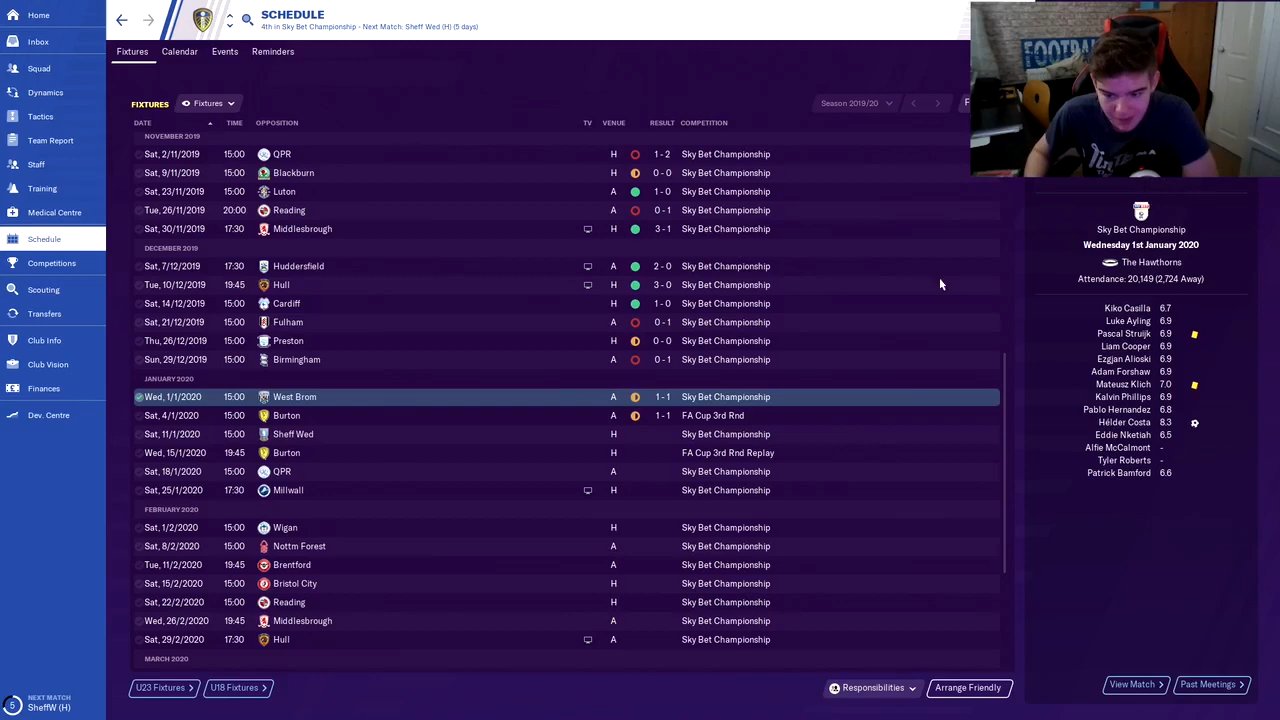 SCHEDULE
4th in Sky Bet Championship - Next Match: Sheff Wed (H) (5 days)
Home
Inbox
Squad
Dynamics
Tactics
Team Report
Staff
Training
Medical Centre
Schedule
Competitions
Scouting
Transfers
Club Info
Club Vision
Finances
Dev. Centre
5 NEXT MATCH
SheffW (H)
Fixtures Calendar Events Reminders
FIXTURES Fixtures Season 2019/20 F
DATE TIME OPPOSITION TV VENUE RESULT COMPETITION
NOVEMBER 2019
Sat, 2/11/2019 15:00 QPR H 1 - 2 Sky Bet Championship
Sat, 9/11/2019 15:00 Blackburn H 0 - 0 Sky Bet Championship
Sat, 23/11/2019 15:00 Luton A 1 - 0 Sky Bet Championship
Tue, 26/11/2019 20:00 Reading A 0 - 1 Sky Bet Championship
Sat, 30/11/2019 17:30 Middlesbrough H 3 - 1 Sky Bet Championship
DECEMBER 2019
Sat, 7/12/2019 17:30 Huddersfield A 2 - 0 Sky Bet Championship
Tue, 10/12/2019 19:45 Hull H 3 - 0 Sky Bet Championship
Sat, 14/12/2019 15:00 Cardiff H 1 - 0 Sky Bet Championship
Sat, 21/12/2019 15:00 Fulham A 0 - 1 Sky Bet Championship
Thu, 26/12/2019 15:00 Preston H 0 - 0 Sky Bet Championship
Sun, 29/12/2019 15:00 Birmingham A 0 - 1 Sky Bet Championship
JANUARY 2020
Wed, 1/1/2020 15:00 West Brom A 1 - 1 Sky Bet Championship
Sat, 4/1/2020 15:00 Burton A 1 - 1 FA Cup 3rd Rnd
Sat, 11/1/2020 15:00 Sheff Wed H Sky Bet Championship
Wed, 15/1/2020 19:45 Burton H FA Cup 3rd Rnd Replay
Sat, 18/1/2020 15:00 QPR A Sky Bet Championship
Sat, 25/1/2020 17:30 Millwall H Sky Bet Championship
FEBRUARY 2020
Sat, 1/2/2020 15:00 Wigan H Sky Bet Championship
Sat, 8/2/2020 15:00 Nottm Forest A Sky Bet Championship
Tue, 11/2/2020 19:45 Brentford A Sky Bet Championship
Sat, 15/2/2020 15:00 Bristol City H Sky Bet Championship
Sat, 22/2/2020 15:00 Reading H Sky Bet Championship
Wed, 26/2/2020 19:45 Middlesbrough A Sky Bet Championship
Sat, 29/2/2020 17:30 Hull A Sky Bet Championship
MARCH 2020
U23 Fixtures U18 Fixtures Responsibilities Arrange Friendly
FOOTBALL
Sky Bet Championship
Wednesday 1st January 2020
The Hawthorns
Attendance: 20,149 (2,724 Away)
Kiko Casilla 6.7
Luke Ayling 6.9
Pascal Struijk 6.9
Liam Cooper 6.9
Ezgjan Alioski 6.9
Adam Forshaw 6.9
Mateusz Klich 7.0
Kalvin Phillips 6.9
Pablo Hernandez 6.8
Hélder Costa 8.3
Eddie Nketiah 6.5
Alfie McCalmont -
Tyler Roberts -
Patrick Bamford 6.6
View Match Past Meetings